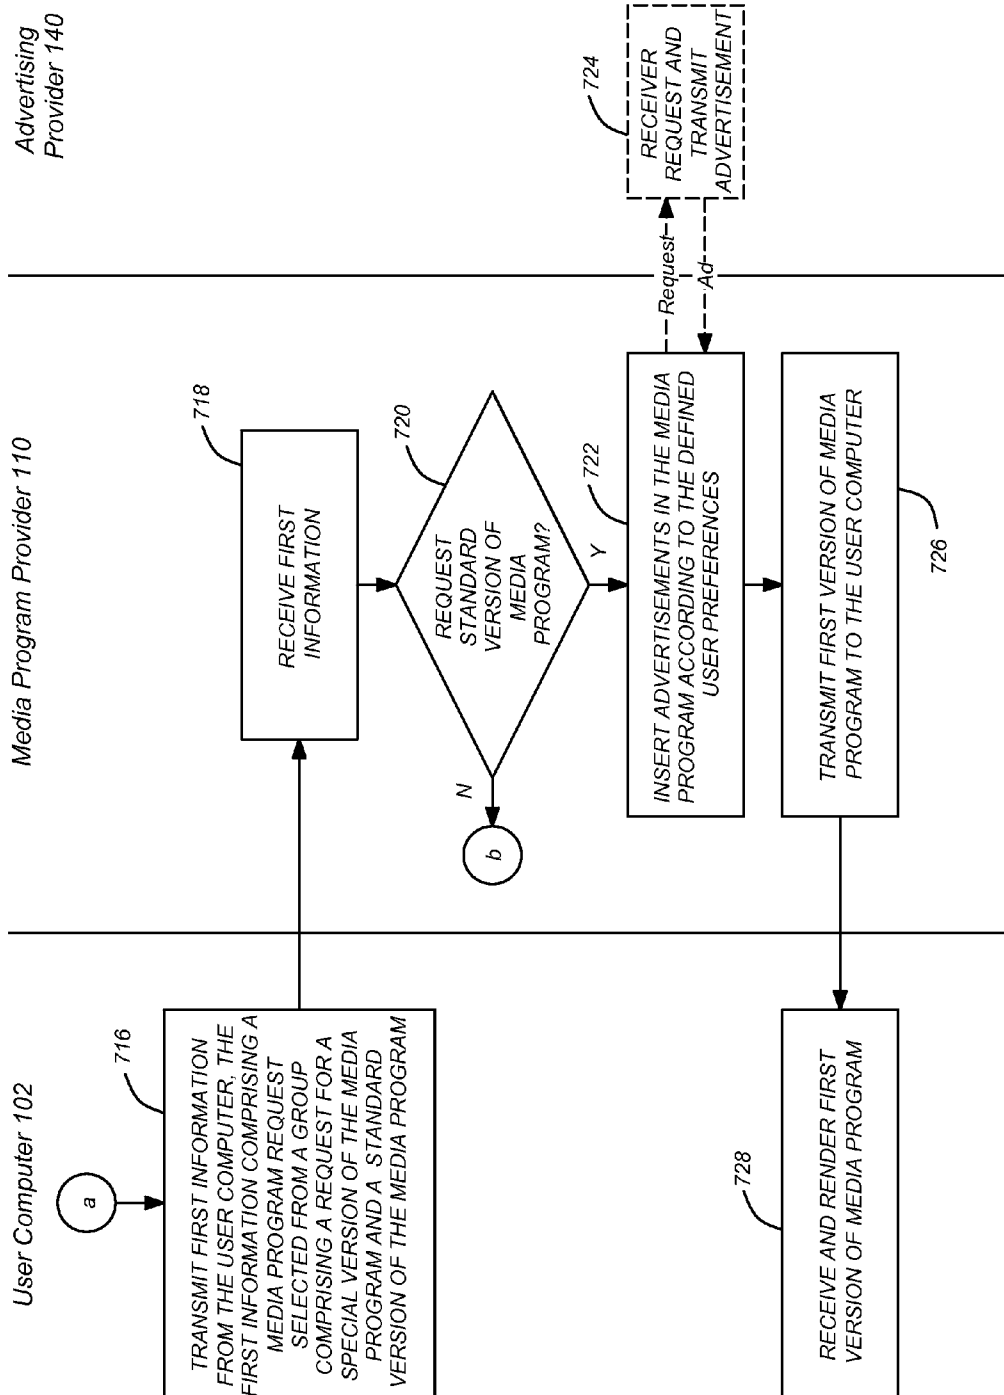 User Computer 102
Media Program Provider 110
Advertising
Provider 140
a
716
TRANSMIT FIRST INFORMATION
FROM THE USER COMPUTER, THE
FIRST INFORMATION COMPRISING A
MEDIA PROGRAM REQUEST
SELECTED FROM A GROUP
COMPRISING A REQUEST FOR A
SPECIAL VERSION OF THE MEDIA
PROGRAM AND A STANDARD
VERSION OF THE MEDIA PROGRAM
718
RECEIVE FIRST
INFORMATION
720
REQUEST
STANDARD
VERSION OF
MEDIA
PROGRAM?
N
b
Y
722
INSERT ADVERTISEMENTS IN THE MEDIA
PROGRAM ACCORDING TO THE DEFINED
USER PREFERENCES
Request
Ad
724
RECEIVER
REQUEST AND
TRANSMIT
ADVERTISEMENT
TRANSMIT FIRST VERSION OF MEDIA
PROGRAM TO THE USER COMPUTER
726
728
RECEIVE AND RENDER FIRST
VERSION OF MEDIA PROGRAM